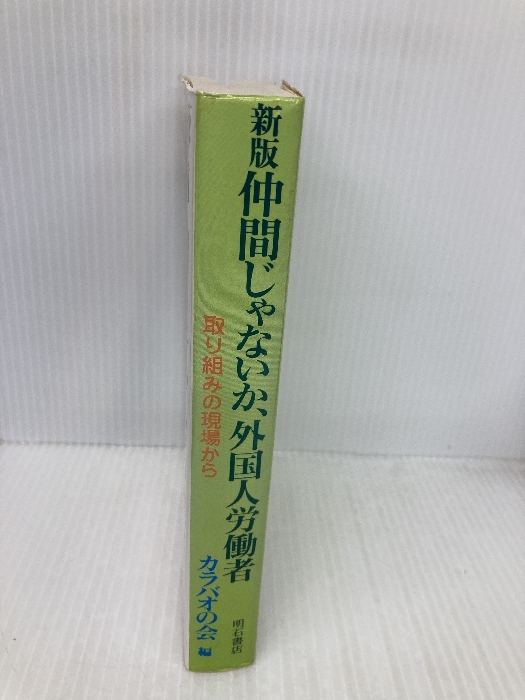 新版 仲間じゃないか、外国人労働者
取り組みの現場から
カラバオの会 編
明石書店